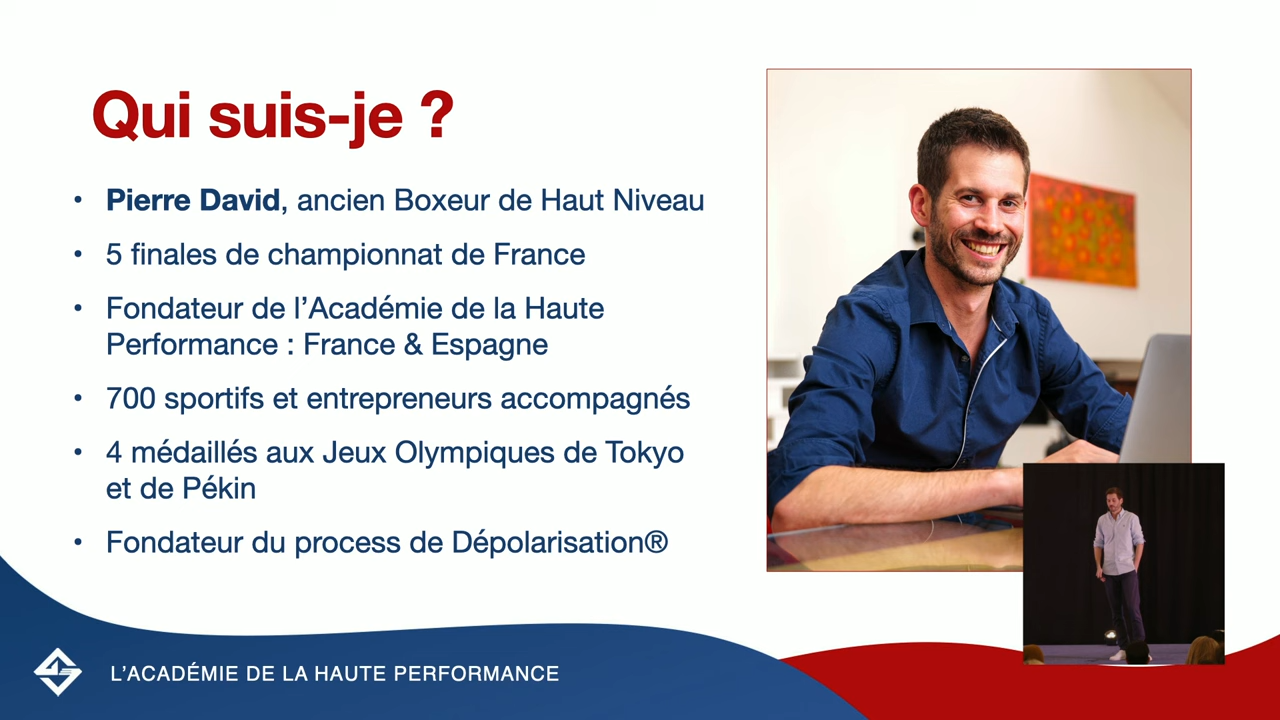 Qui suis-je ?
• Pierre David, ancien Boxeur de Haut Niveau
• 5 finales de championnat de France
• Fondateur de l’Académie de la Haute
Performance : France & Espagne
• 700 sportifs et entrepreneurs accompagnés
• 4 médaillés aux Jeux Olympiques de Tokyo
et de Pékin
• Fondateur du process de Dépolarisation®
L’ACADÉMIE DE LA HAUTE PERFORMANCE